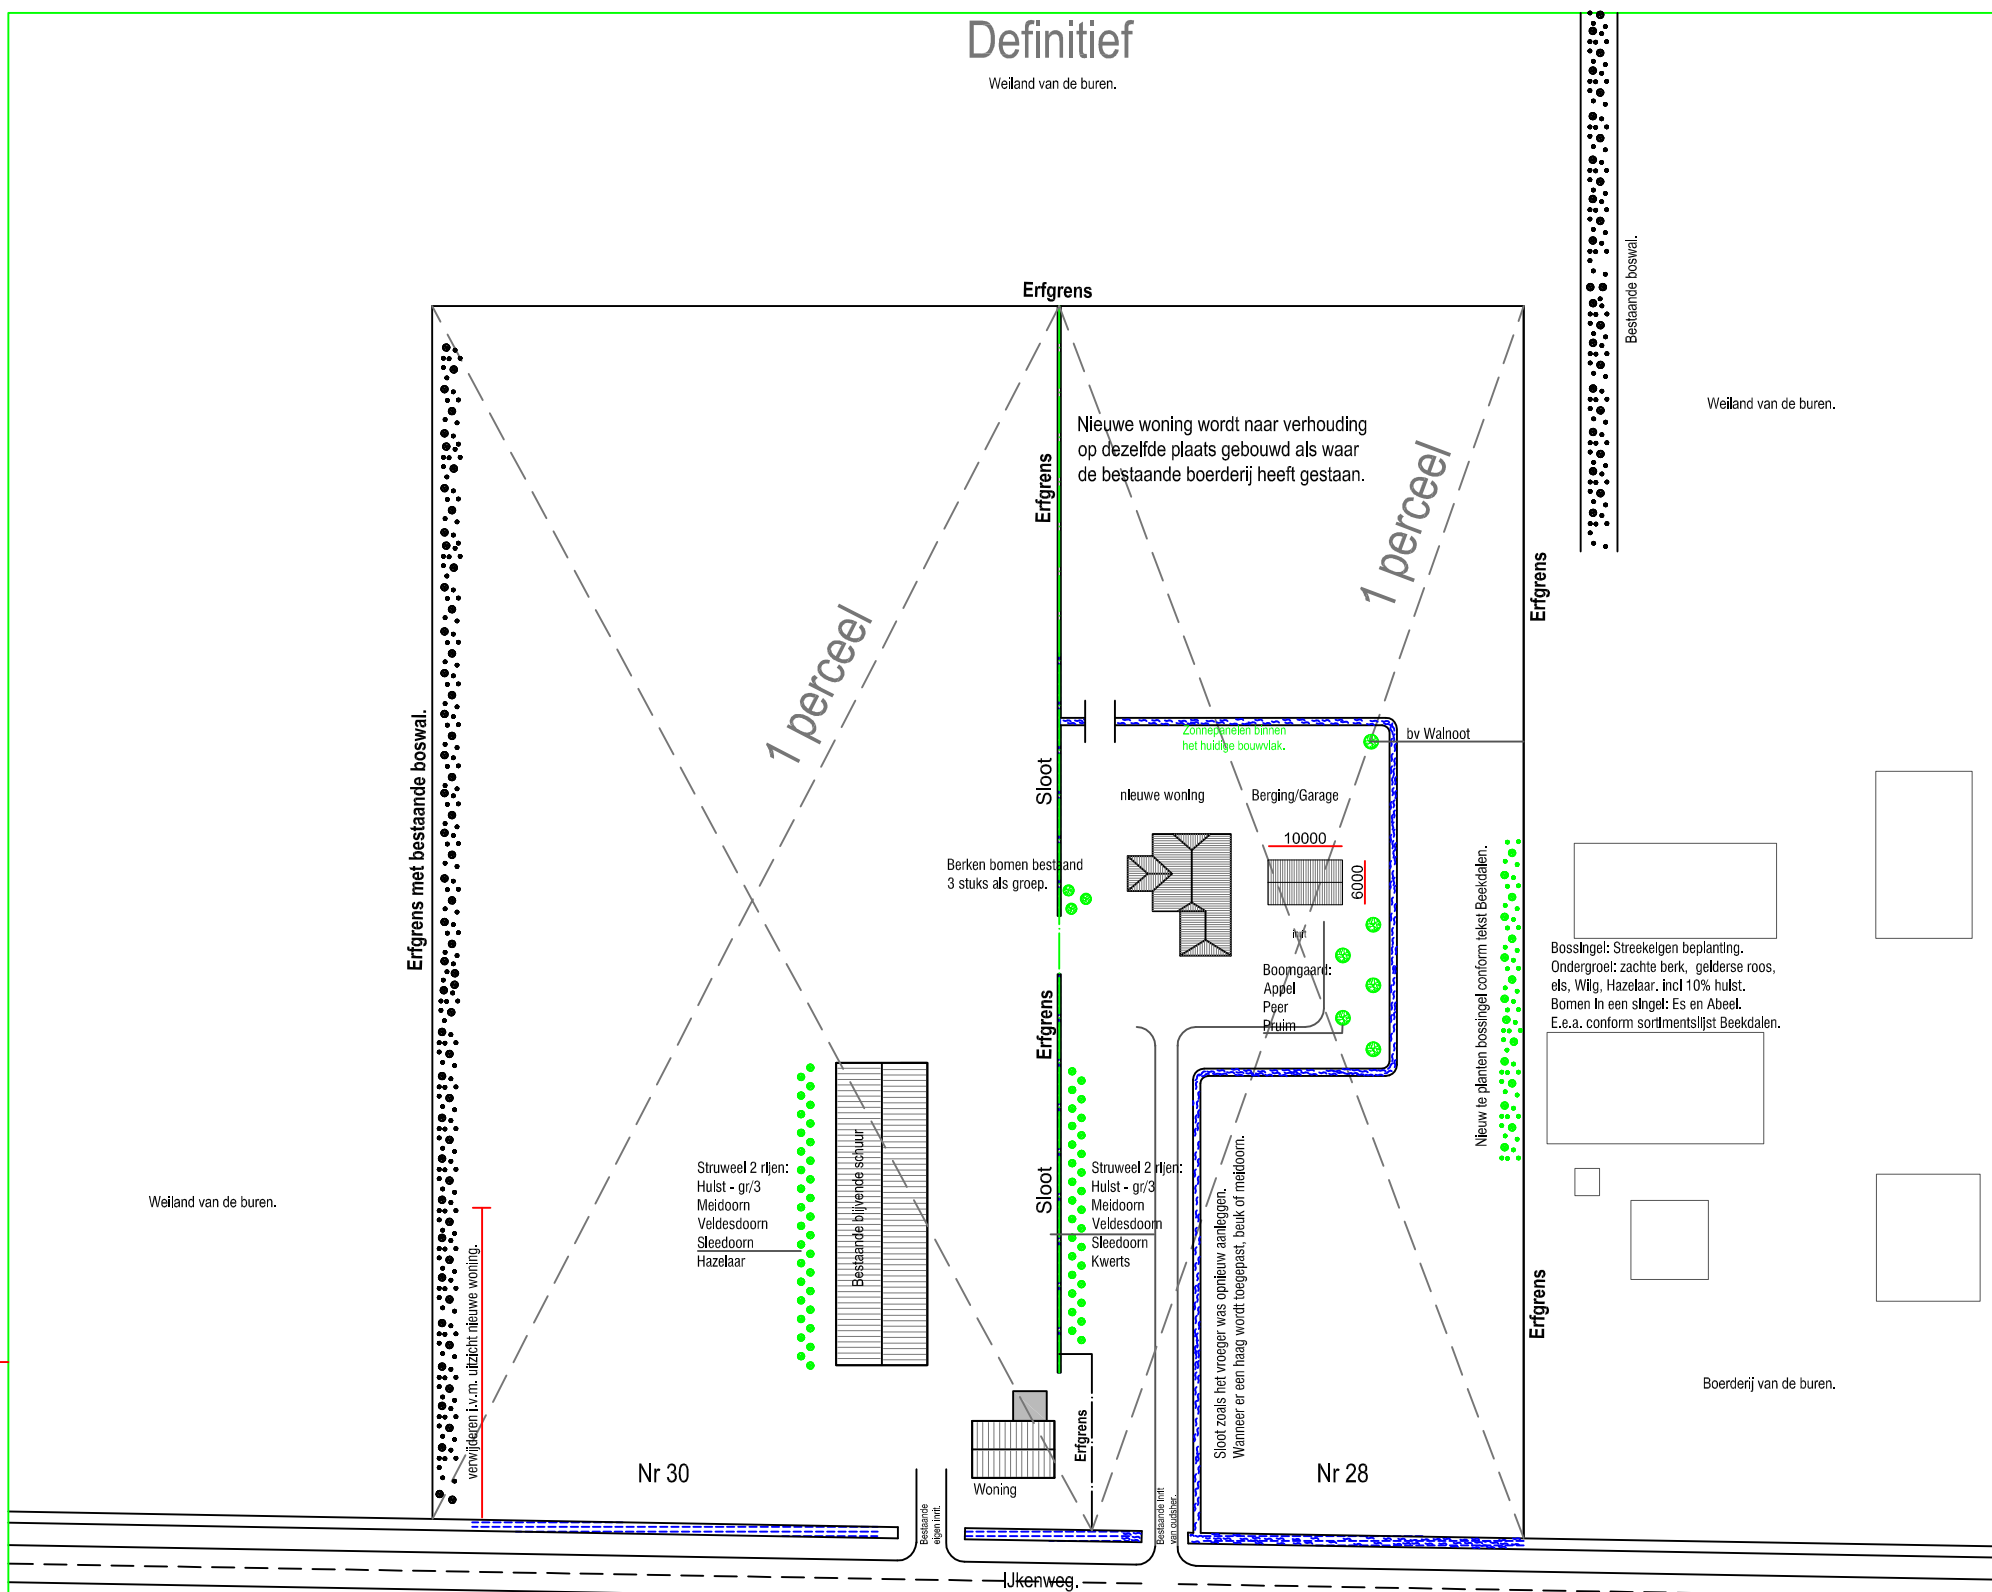 Definitief
Weiland van de buren.
Bestaande boswal.
Erfgrens
Weiland van de buren.
Nieuwe woning wordt naar verhouding
op dezelfde plaats gebouwd als waar
de bestaande boerderij heeft gestaan.
Erfgrens
1 perceel
Erfgrens
1 perceel
Erfgrens met bestaande boswal.
Zonnepanelen binnen
het huidige bouwvlak.
bv Walnoot
Sloot
nieuwe woning
Berging/Garage
10000
6000
Berken bomen bestaand
3 stuks als groep.
inrit
Boomgaard:
Appel
Peer
Pruim
Nieuw te planten bossingel conform tekst Beekdalen.
Bossingel: Streekeigen beplanting.
Ondergroei: zachte berk, gelderse roos,
els, Wilg, Hazelaar. incl 10% hulst.
Bomen in een singel: Es en Abeel.
E.e.a. conform sortimentslijst Beekdalen.
Erfgrens
Struweel 2 rijen:
Hulst - gr/3
Meidoorn
Veldesdoorn
Sleedoorn
Hazelaar
Bestaande blijvende schuur
Sloot
Struweel 2 rijen:
Hulst - gr/3
Meidoorn
Veldesdoorn
Sleedoorn
Kwerts
Sloot zoals het vroeger was opnieuw aanleggen.
Wanneer er een haag wordt toegepast, beuk of meidoorn.
Weiland van de buren.
verwijderen i.v.m. uitzicht nieuwe woning.
Erfgrens
Boerderij van de buren.
Erfgrens
Nr 30
Woning
Nr 28
Bestaande
eigen inrit.
Bestaande inrit
van oudsher.
IJkenweg.